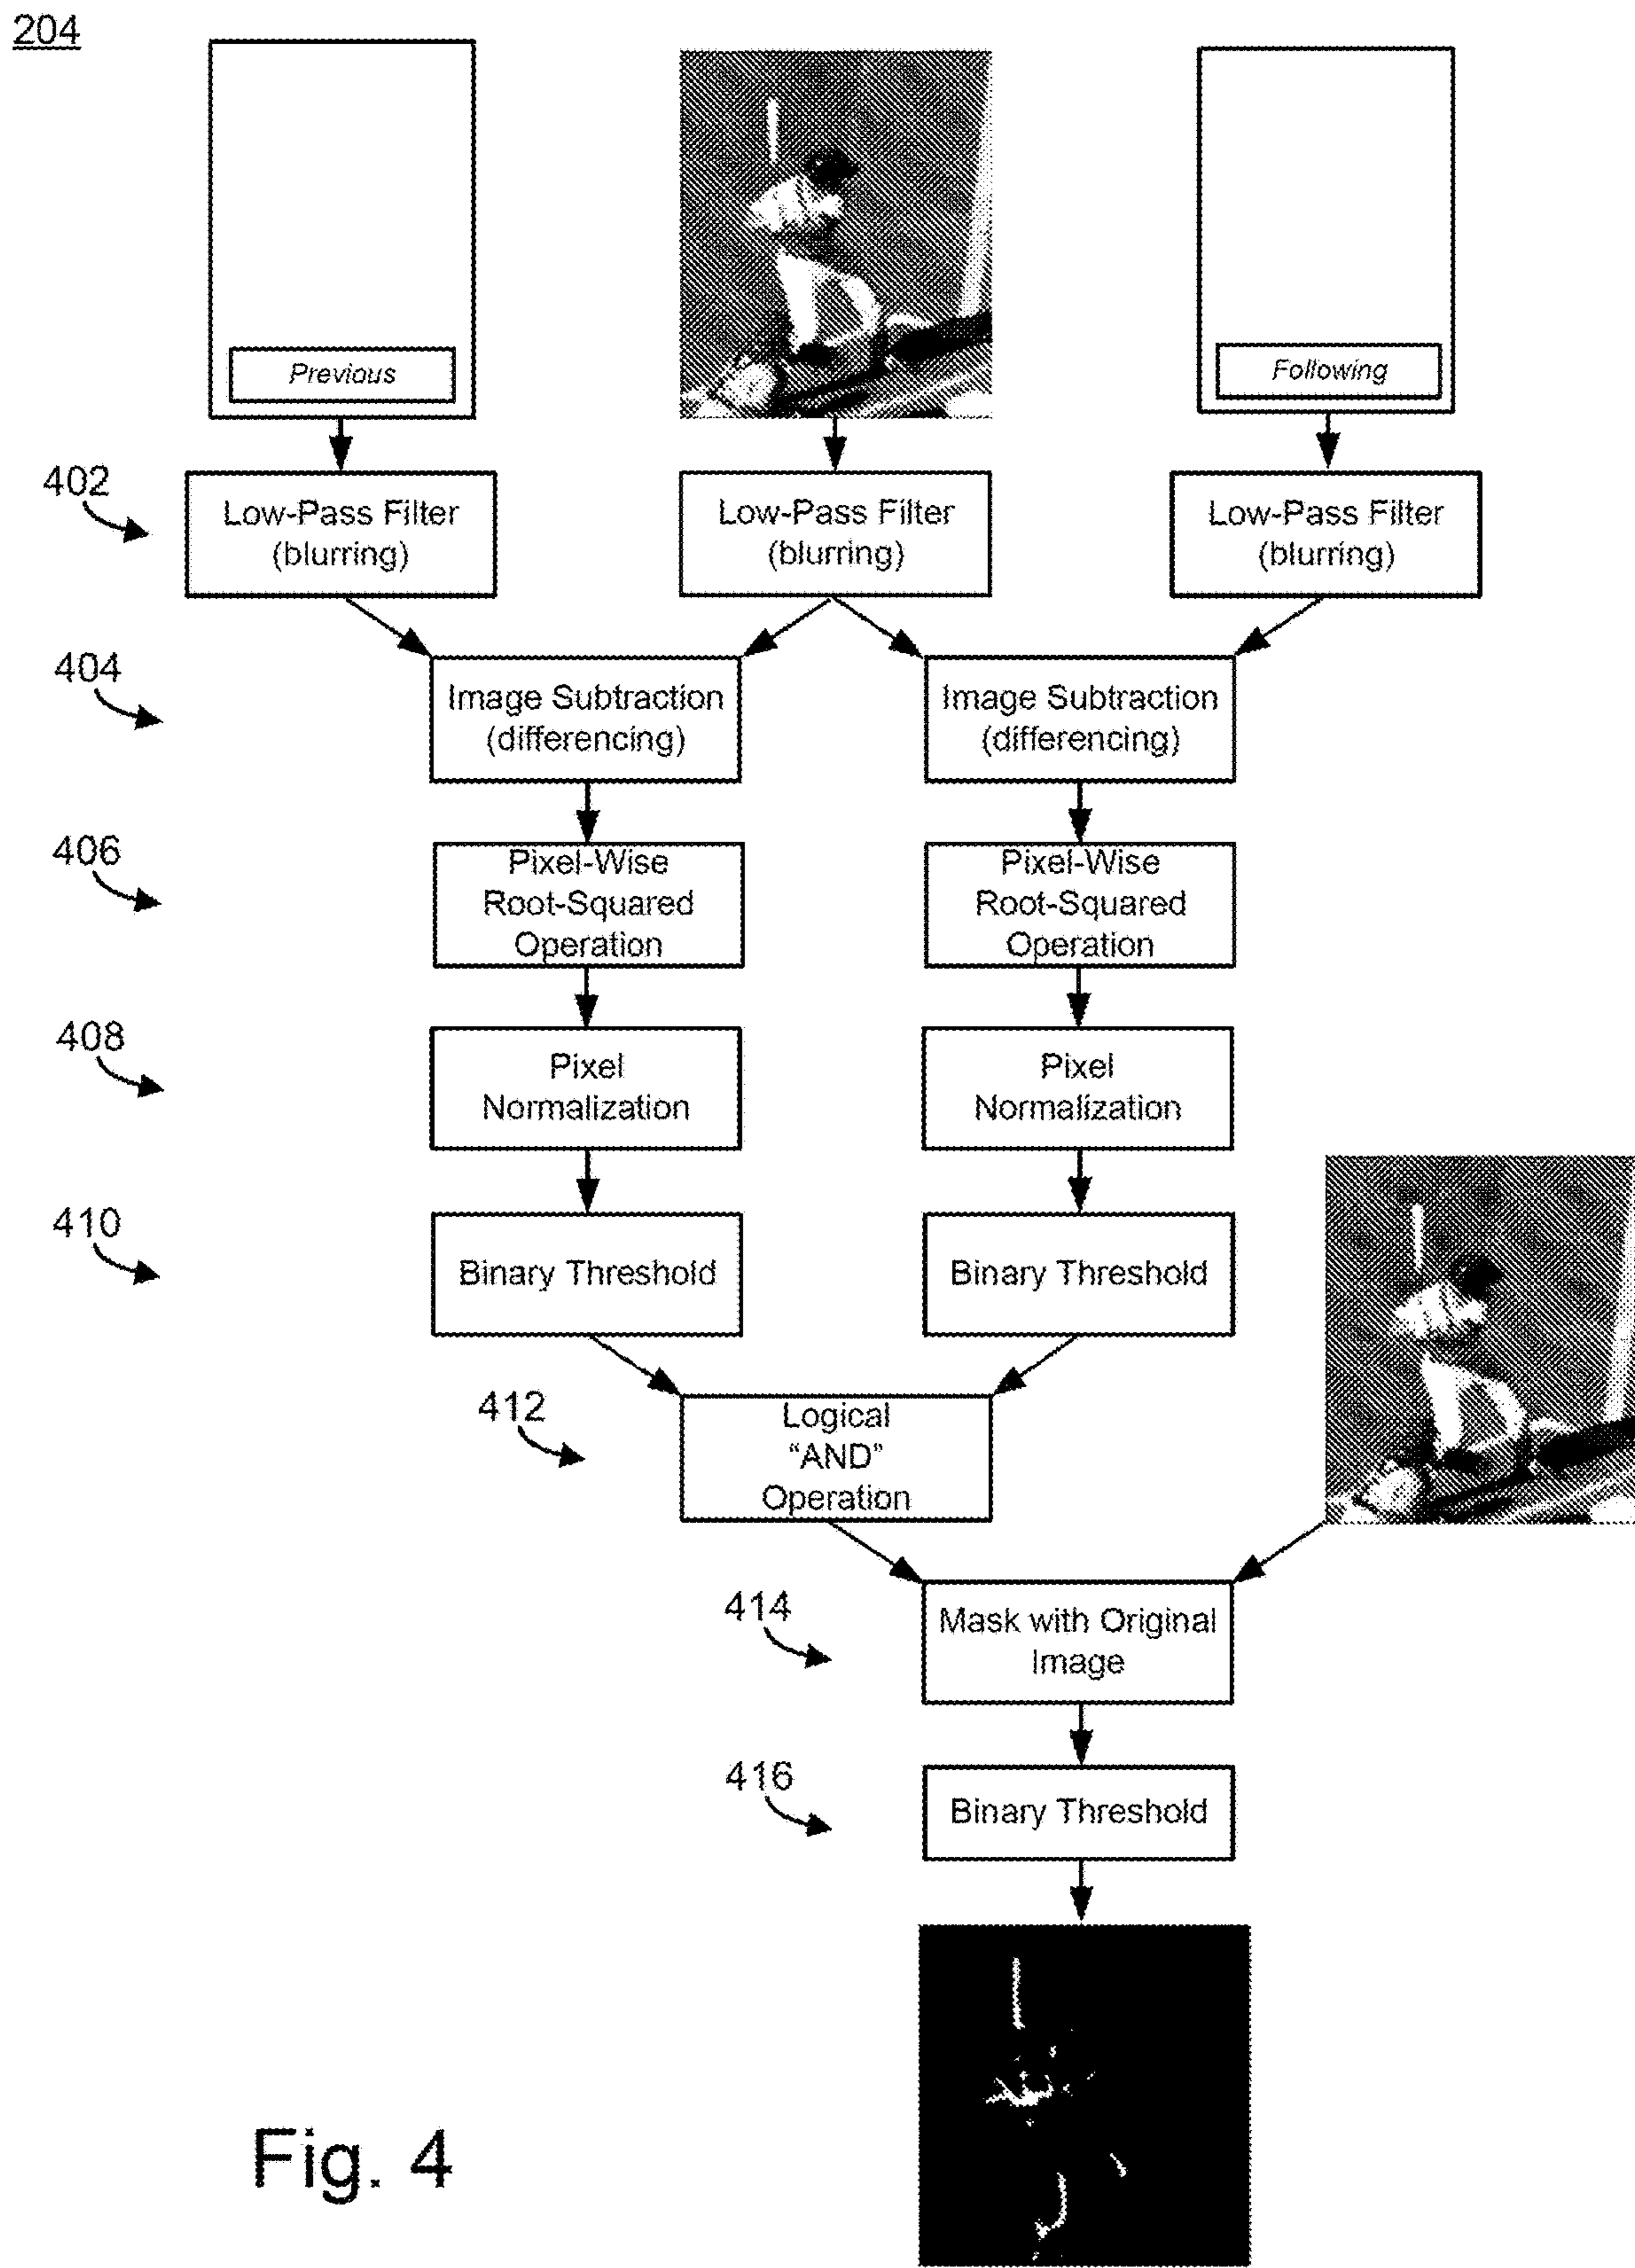 204
Previous
Following
402
Low-Pass Filter
(blurring)
Low-Pass Filter
(blurring)
Low-Pass Filter
(blurring)
404
Image Subtraction
(differencing)
Image Subtraction
(differencing)
406
Pixel-Wise
Root-Squared
Operation
Pixel-Wise
Root-Squared
Operation
408
Pixel
Normalization
Pixel
Normalization
410
Binary Threshold
Binary Threshold
412
Logical
“AND”
Operation
414
Mask with Original
Image
416
Binary Threshold
Fig. 4